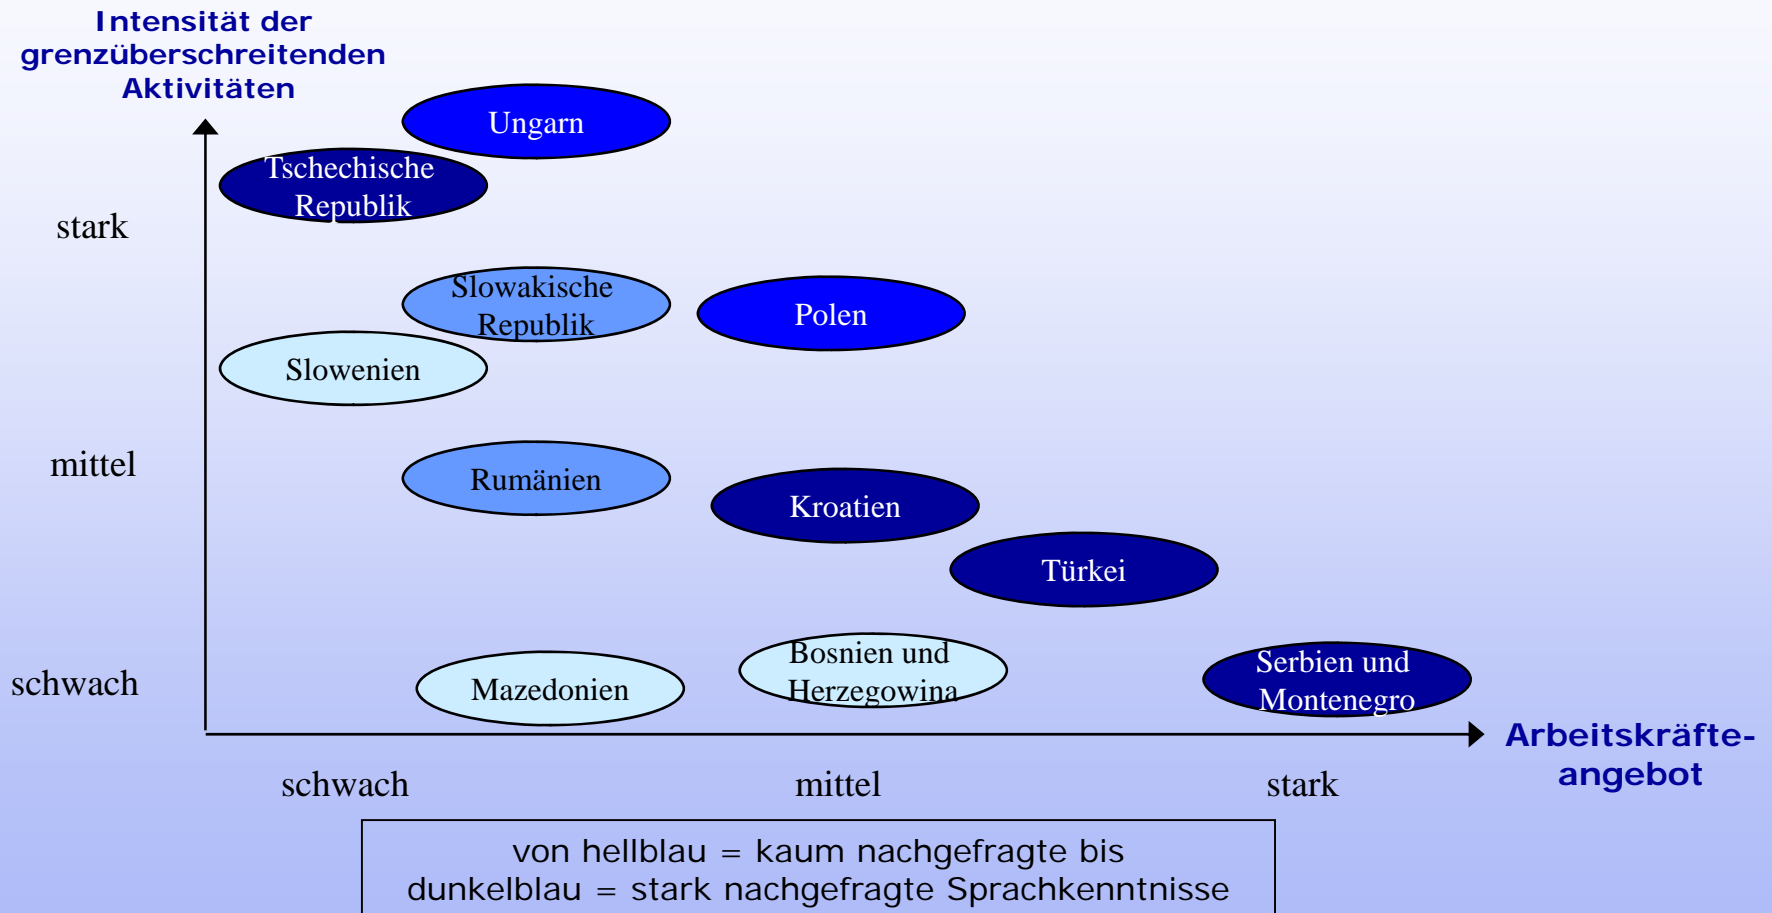 Intensität der
grenzüberschreitenden
Aktivitäten
Ungarn
Tschechische
Republik
stark
Slowakische
Republik
Polen
Slowenien
mittel
Rumänien
Kroatien
Türkei
Bosnien und
Herzegowina
Serbien und
Montenegro
schwach
Mazedonien
Arbeitskräfte-
angebot
schwach
mittel
stark
von hellblau = kaum nachgefragte bis
dunkelblau = stark nachgefragte Sprachkenntnisse